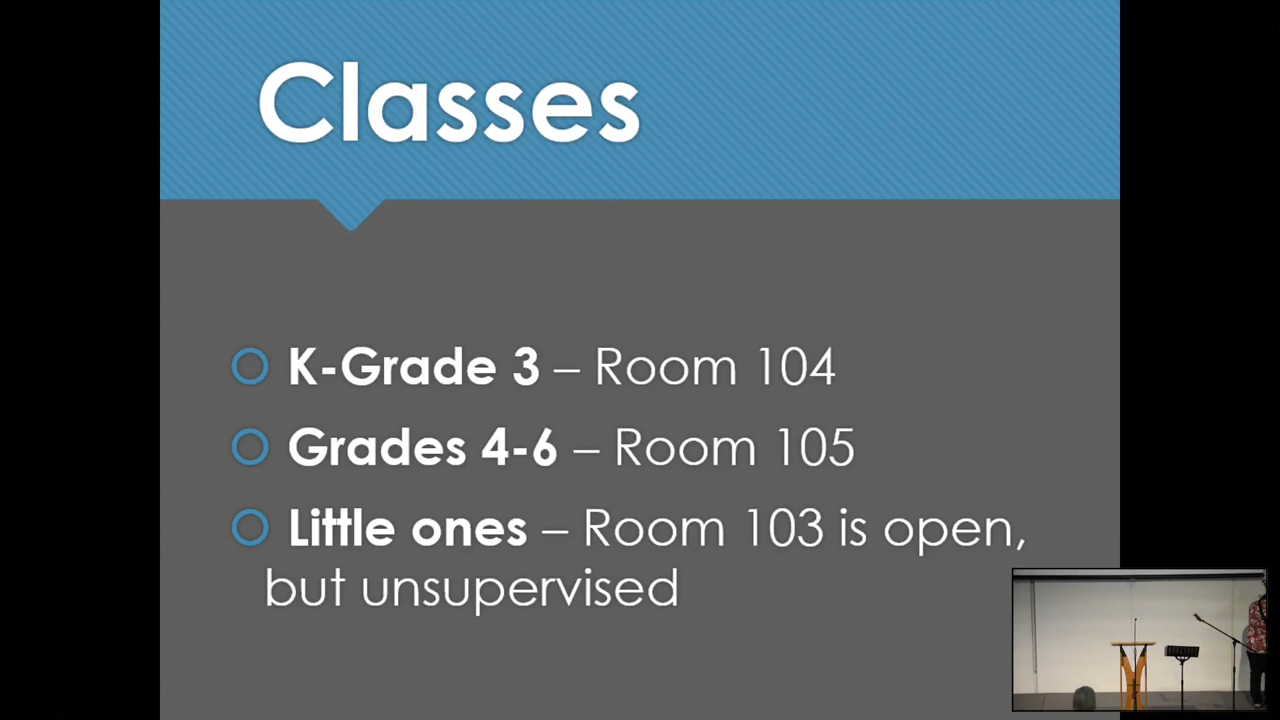 Classes
K-Grade 3 – Room 104
Grades 4-6 – Room 105
Little ones – Room 103 is open,
but unsupervised